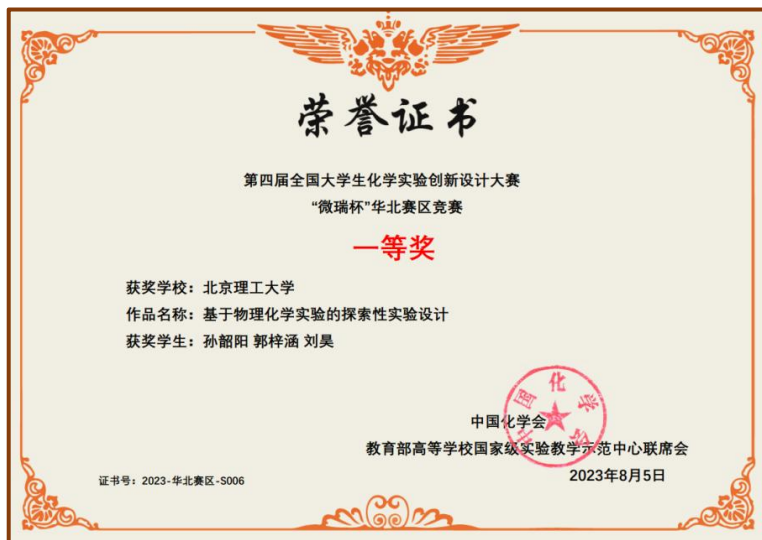 荣誉证书
第四届全国大学生化学实验创新设计大赛
“微瑞杯”华北赛区竞赛
一等奖
获奖学校：北京理工大学
作品名称：基于物理化学实验的探索性实验设计
获奖学生：孙韶阳 郭梓涵 刘昊
中国化学会
中国化学会
教育部高等学校国家级实验教学示范中心联席会
2023年8月5日
证书号：2023-华北赛区-S006